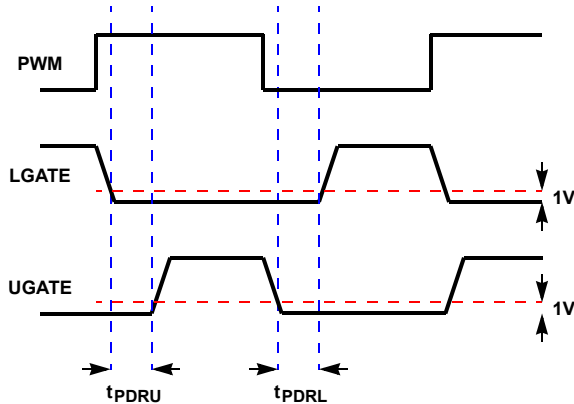 PWM
LGATE
1V
UGATE
1V
tPDRU
tPDRL